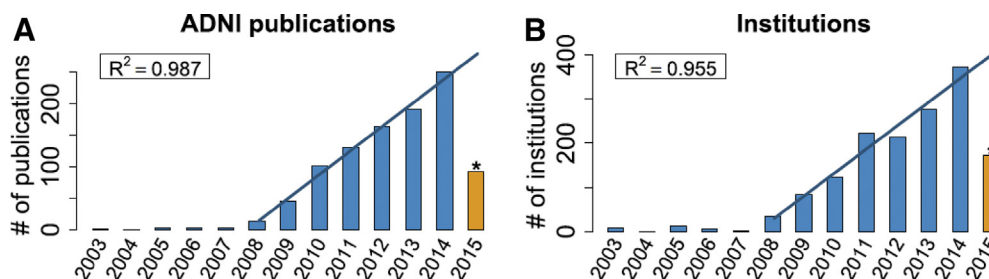 A ADNI publications
R² = 0.987
# of publications
0 100 200
2003 2004 2005 2006 2007 2008 2009 2010 2011 2012 2013 2014 2015
*
B Institutions
R² = 0.955
# of institutions
0 200 400
2003 2004 2005 2006 2007 2008 2009 2010 2011 2012 2013 2014 2015